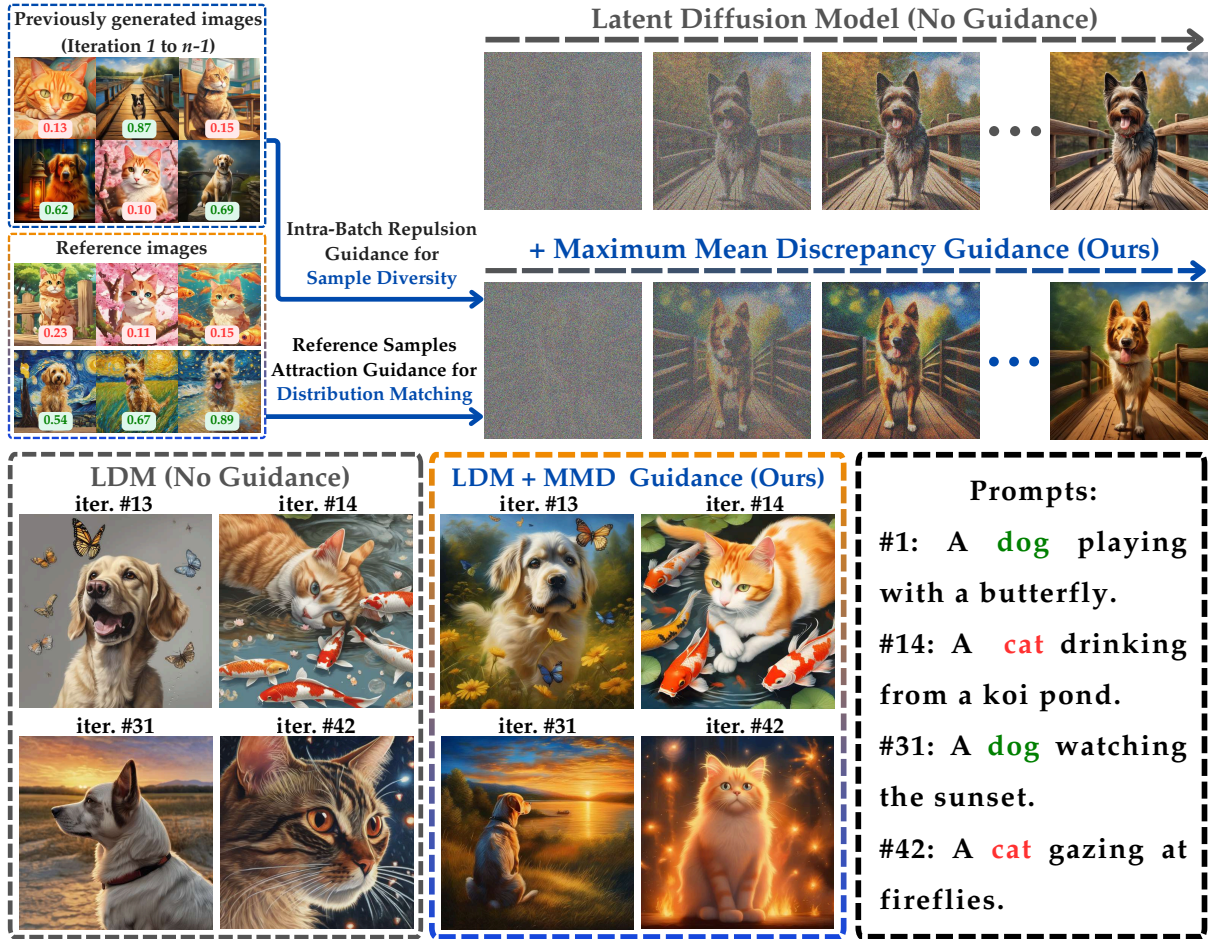 Previously generated images
(Iteration 1 to n-1)
0.13
0.87
0.15
0.62
0.10
0.69
Reference images
0.23
0.11
0.15
0.54
0.67
0.89
Intra-Batch Repulsion
Guidance for
Sample Diversity
Reference Samples
Attraction Guidance for
Distribution Matching
Latent Diffusion Model (No Guidance)
+ Maximum Mean Discrepancy Guidance (Ours)
LDM (No Guidance)
iter. #13
iter. #14
iter. #31
iter. #42
LDM + MMD Guidance (Ours)
iter. #13
iter. #14
iter. #31
iter. #42
Prompts:
#1: A dog playing
with a butterfly.
#14: A cat drinking
from a koi pond.
#31: A dog watching
the sunset.
#42: A cat gazing at
fireflies.